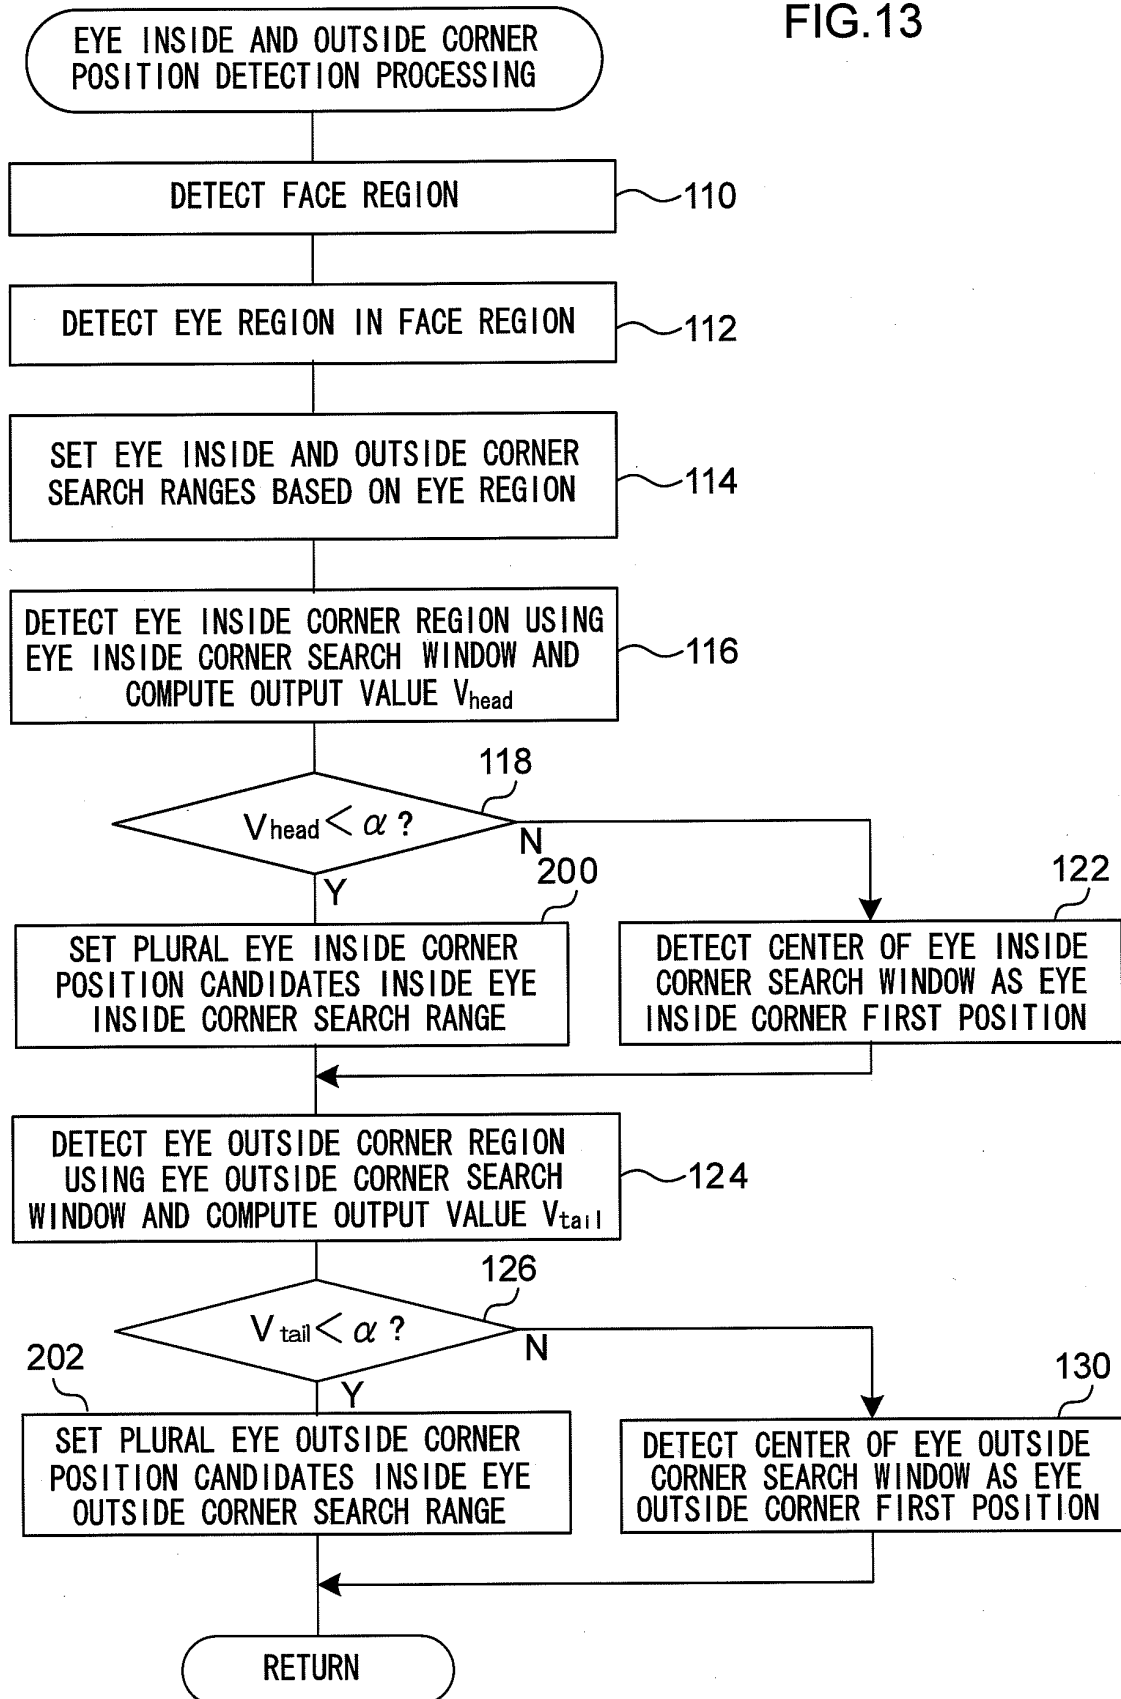 FIG.13
EYE INSIDE AND OUTSIDE CORNER
POSITION DETECTION PROCESSING
DETECT FACE REGION
110
DETECT EYE REGION IN FACE REGION
112
SET EYE INSIDE AND OUTSIDE CORNER
SEARCH RANGES BASED ON EYE REGION
114
DETECT EYE INSIDE CORNER REGION USING
EYE INSIDE CORNER SEARCH WINDOW AND
COMPUTE OUTPUT VALUE Vhead
116
118
Vhead < α ?
N
Y
200
SET PLURAL EYE INSIDE CORNER
POSITION CANDIDATES INSIDE EYE
INSIDE CORNER SEARCH RANGE
122
DETECT CENTER OF EYE INSIDE
CORNER SEARCH WINDOW AS EYE
INSIDE CORNER FIRST POSITION
DETECT EYE OUTSIDE CORNER REGION
USING EYE OUTSIDE CORNER SEARCH
WINDOW AND COMPUTE OUTPUT VALUE Vtail
124
126
Vtail < α ?
N
Y
202
SET PLURAL EYE OUTSIDE CORNER
POSITION CANDIDATES INSIDE EYE
OUTSIDE CORNER SEARCH RANGE
130
DETECT CENTER OF EYE OUTSIDE
CORNER SEARCH WINDOW AS EYE
OUTSIDE CORNER FIRST POSITION
RETURN